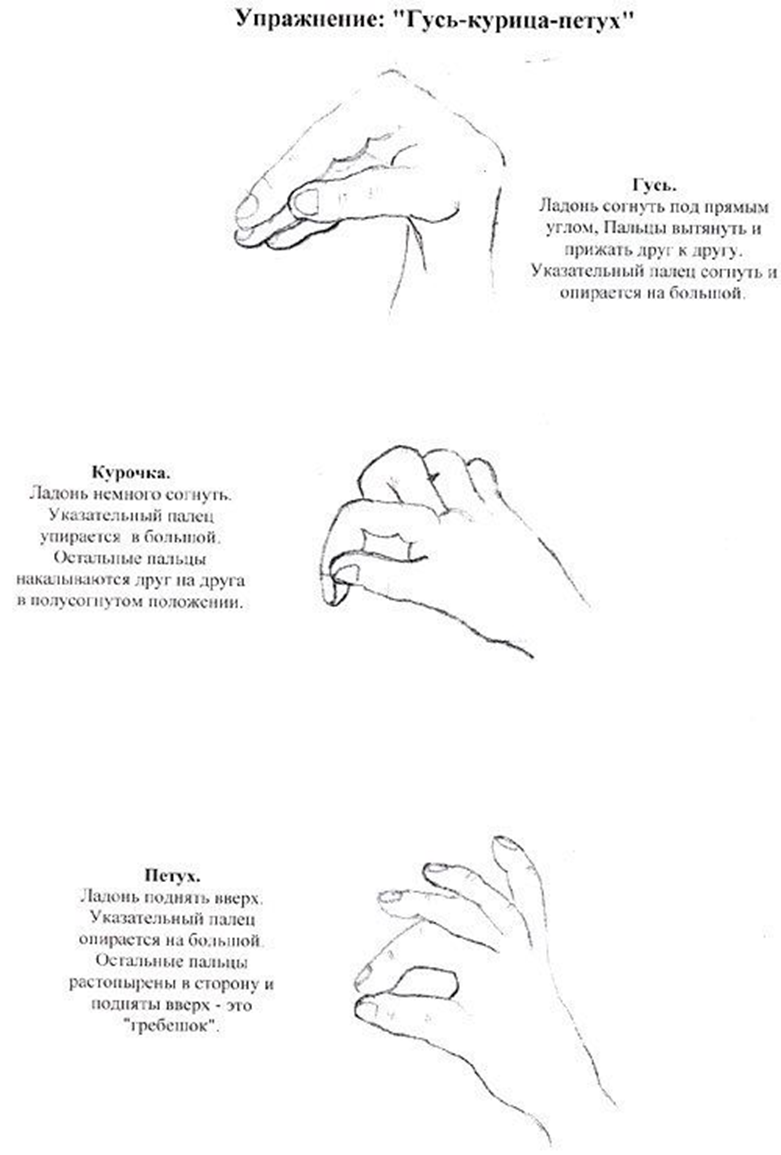 Упражнение: "Гусь-курица-петух"
Гусь.
Ладонь согнуть под прямым
углом, Пальцы вытянуть и
прижать друг к другу.
Указательный палец согнуть и
опирается на большой.
Курочка.
Ладонь немного согнуть.
Указательный палец
упирается в большой.
Остальные пальцы
накалываются друг на друга
в полусогнутом положении.
Петух.
Ладонь поднять вверх.
Указательный палец
опирается на большой.
Остальные пальцы
растопырены в сторону и
подняты вверх - это
"гребешок".